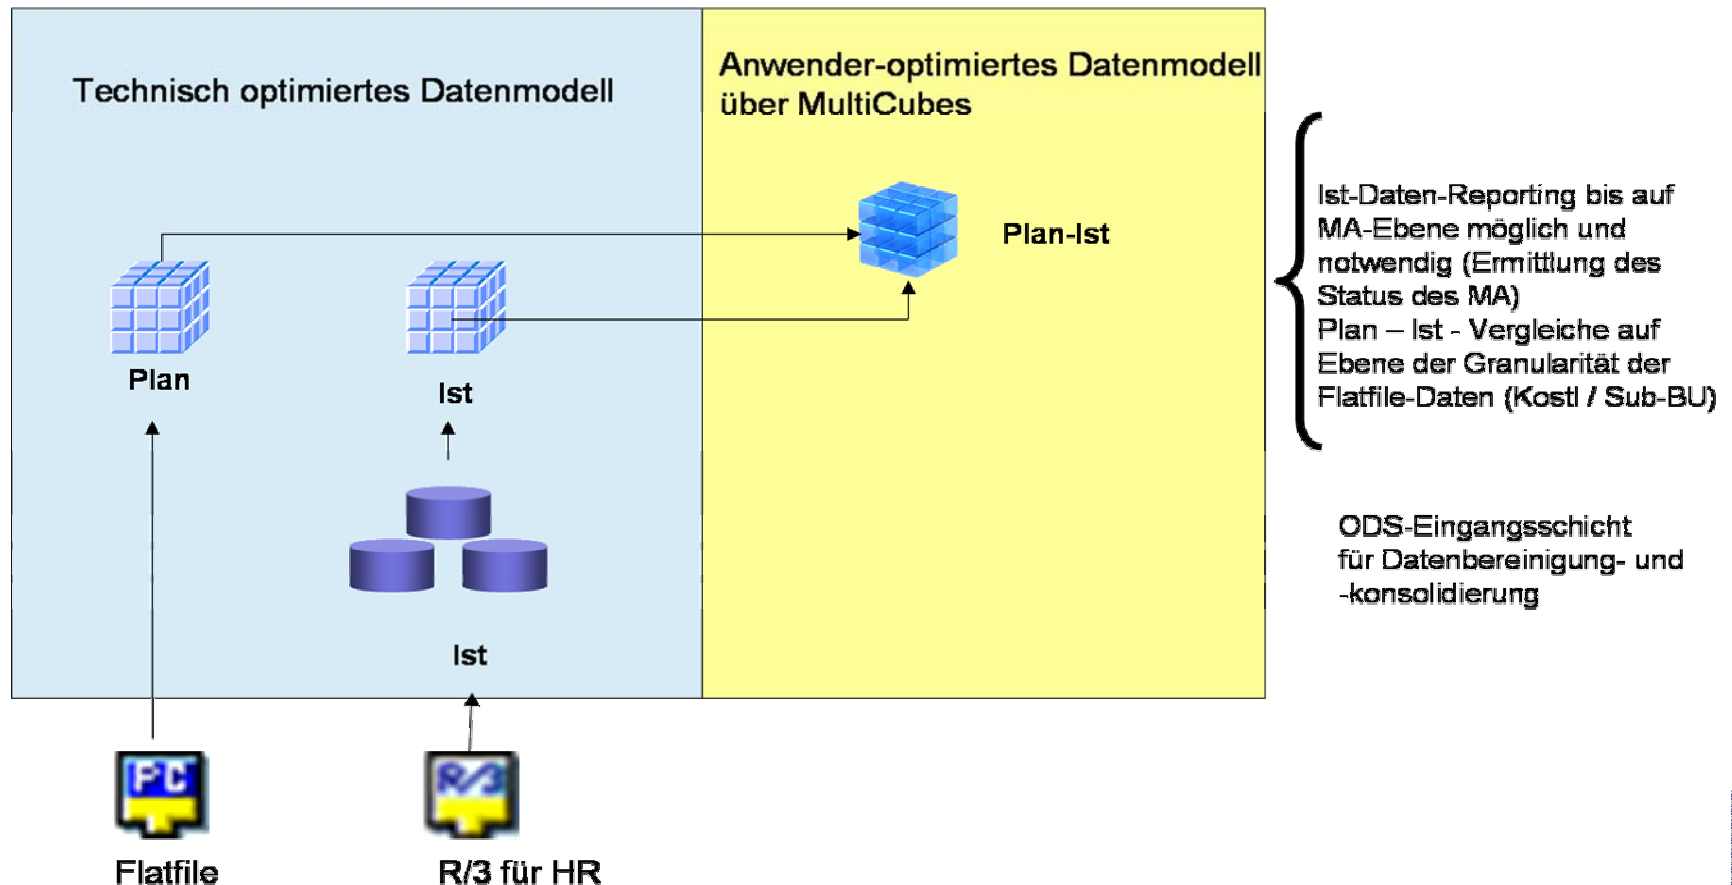 Technisch optimiertes Datenmodell
Anwender-optimiertes Datenmodell
über MultiCubes
Plan-Ist
Plan
Ist
Ist
PC
R/3
Flatfile
R/3 für HR
Ist-Daten-Reporting bis auf
MA-Ebene möglich und
notwendig (Ermittlung des
Status des MA)
Plan – Ist - Vergleiche auf
Ebene der Granularität der
Flatfile-Daten (Kostl / Sub-BU)
ODS-Eingangsschicht
für Datenbereinigung- und
-konsolidierung